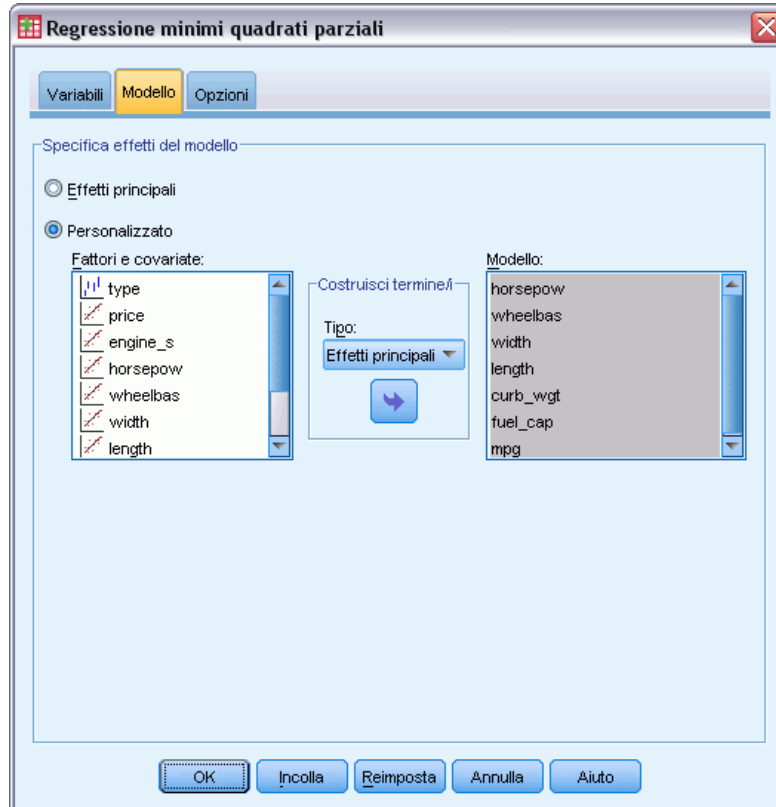 Regressione minimi quadrati parziali
Variabili Modello Opzioni
Specifica effetti del modello
Effetti principali
Personalizzato
Fattori e covariate:
type
price
engine_s
horsepow
wheelbas
width
length
Costruisci termine/i
Tipo:
Effetti principali
Modello:
horsepow
wheelbas
width
length
curb_wgt
fuel_cap
mpg
OK Incolla Reimposta Annulla Aiuto